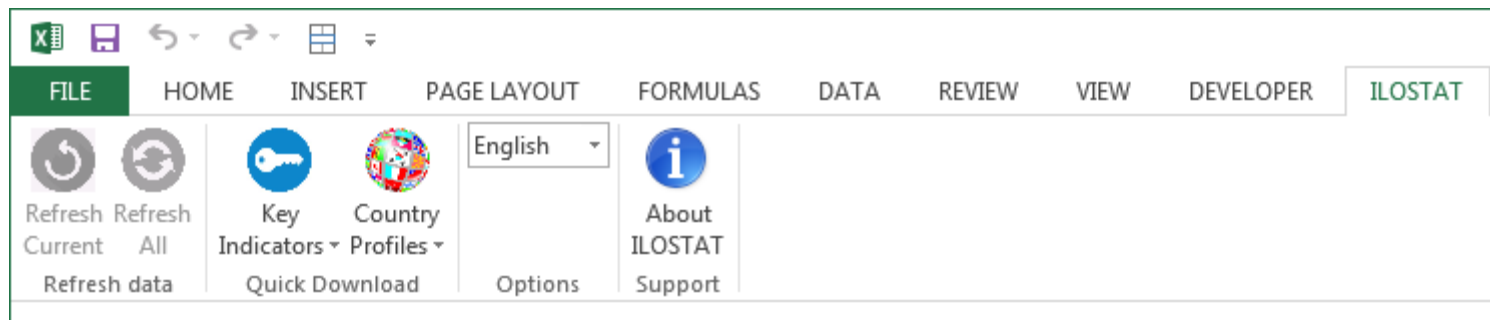 FILE HOME INSERT PAGE LAYOUT FORMULAS DATA REVIEW VIEW DEVELOPER ILOSTAT
English
Refresh Refresh Key Country About
Current All Indicators Profiles ILOSTAT
Refresh data Quick Download Options Support